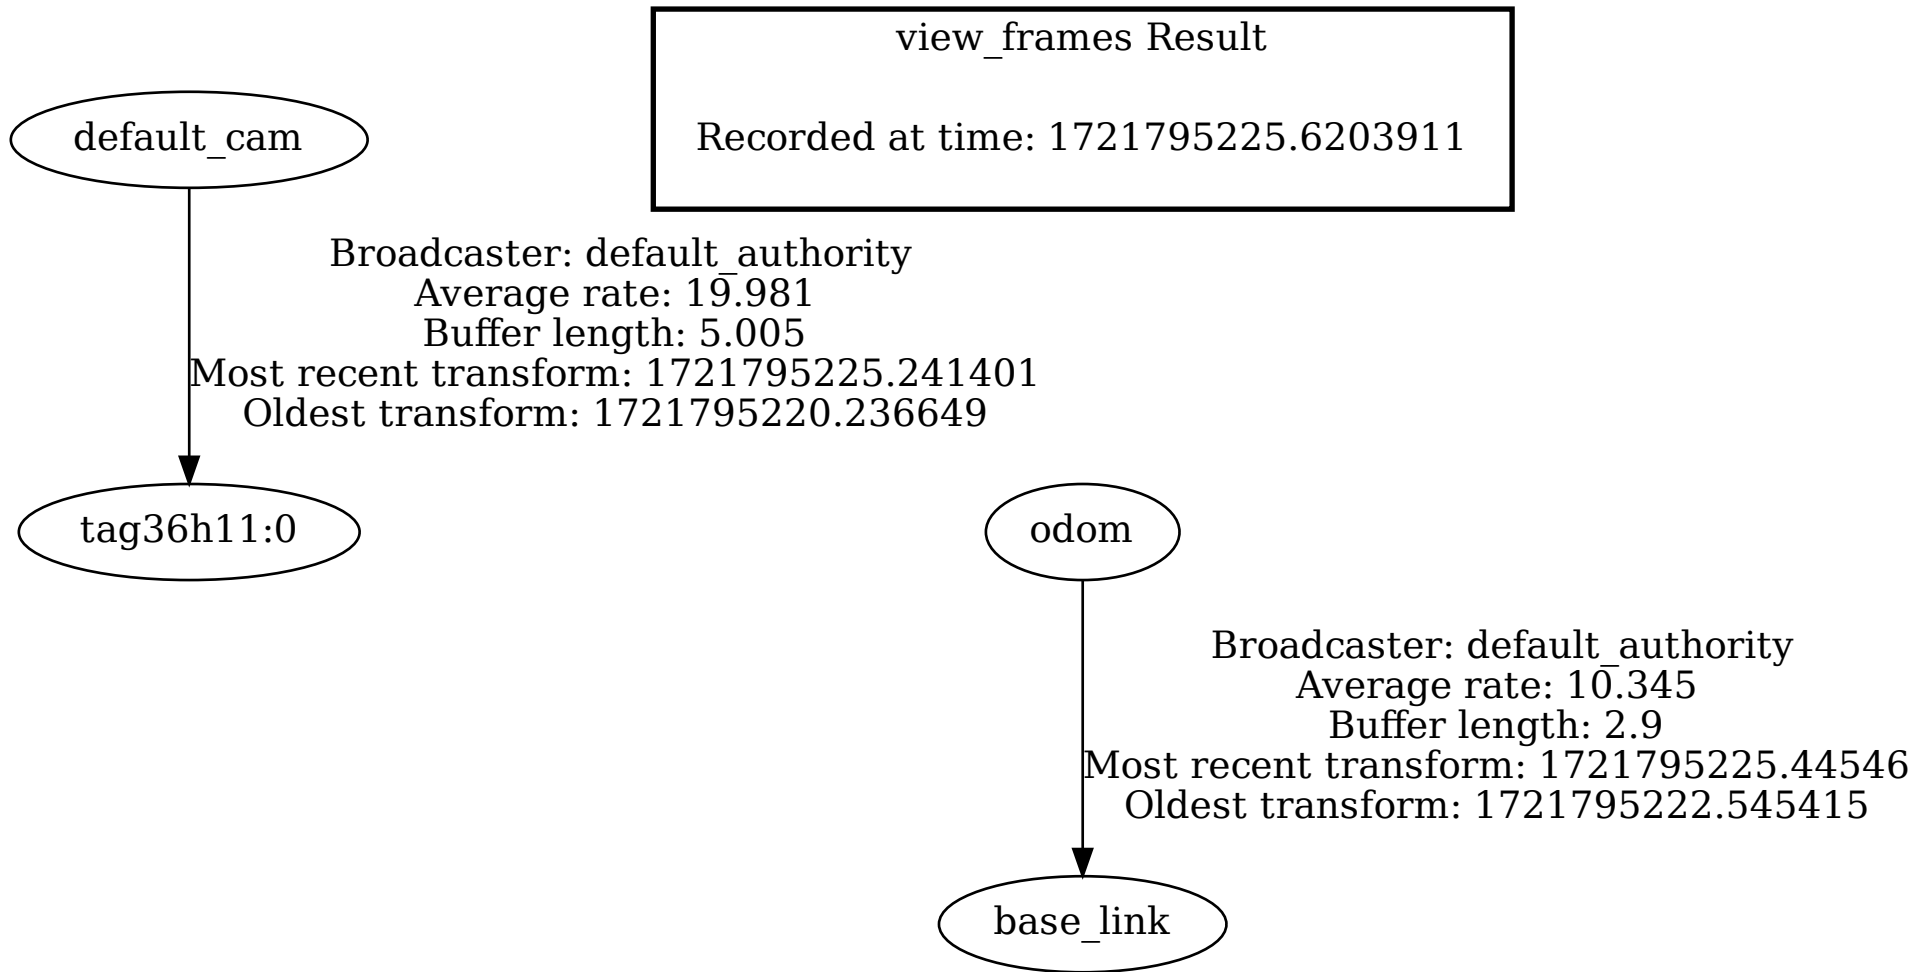 view_frames Result
Recorded at time: 1721795225.6203911
default_cam
Broadcaster: default_authority
Average rate: 19.981
Buffer length: 5.005
Most recent transform: 1721795225.241401
Oldest transform: 1721795220.236649
tag36h11:0
odom
Broadcaster: default_authority
Average rate: 10.345
Buffer length: 2.9
Most recent transform: 1721795225.44546
Oldest transform: 1721795222.545415
base_link